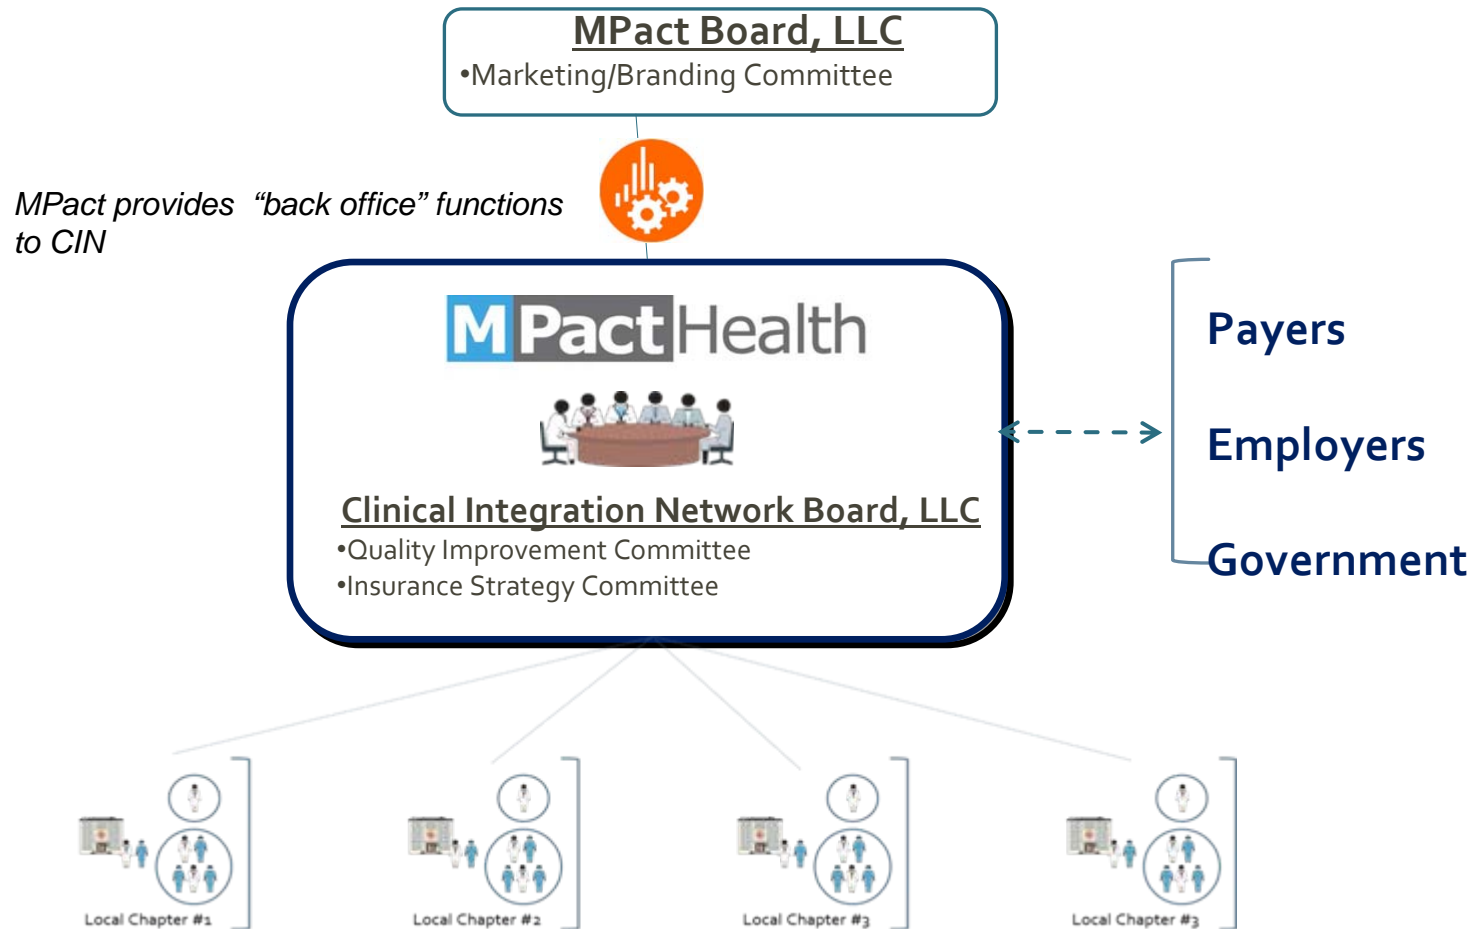 MPact Board, LLC
•Marketing/Branding Committee
MPact provides “back office” functions
to CIN
MPact Health
Clinical Integration Network Board, LLC
•Quality Improvement Committee
•Insurance Strategy Committee
Payers
Employers
Government
Local Chapter #1
Local Chapter #2
Local Chapter #3
Local Chapter #3